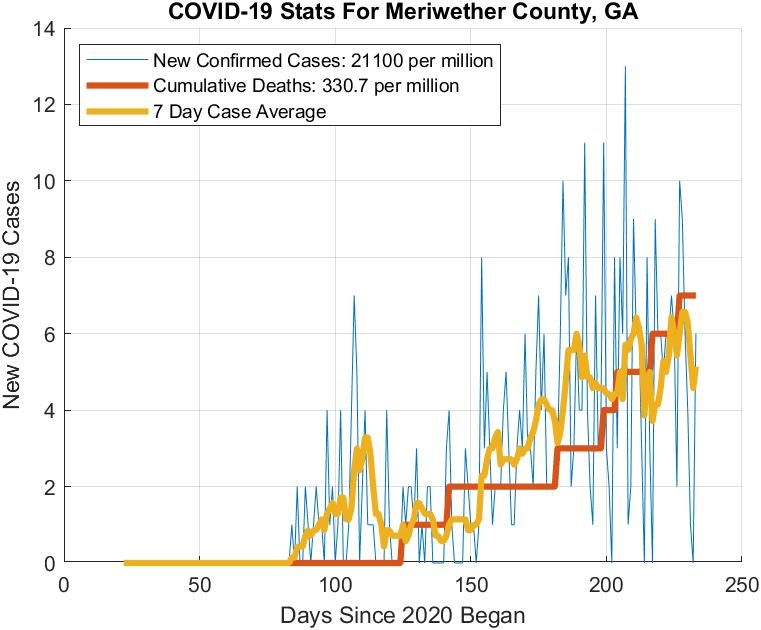 COVID-19 Stats For Meriwether County, GA
New Confirmed Cases: 21100 per million
Cumulative Deaths: 330.7 per million
7 Day Case Average
New COVID-19 Cases
14
12
10
8
6
4
2
0
0 50 100 150 200 250
Days Since 2020 Began